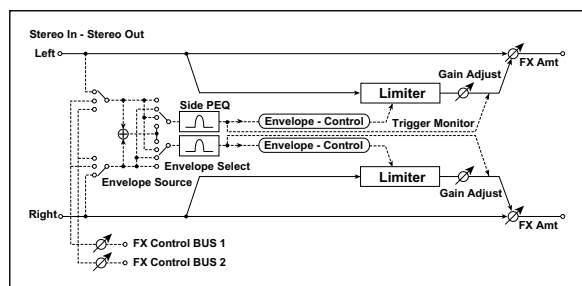 Stereo In - Stereo Out
Left
FX Amt
Gain Adjust
Limiter
Side PEQ
Envelope - Control
Trigger Monitor
Envelope - Control
Envelope Select
Envelope Source
Limiter
Gain Adjust
Right
FX Amt
FX Control BUS 1
FX Control BUS 2